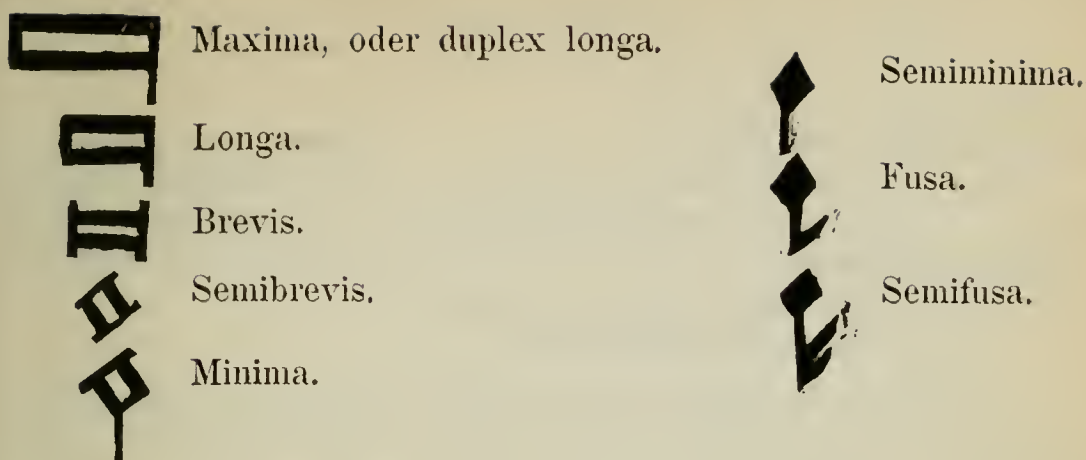 Maxima, oder duplex longa.
Longa.
Brevis.
Semibrevis.
Minima.
Semiminima.
Fusa.
Semifusa.